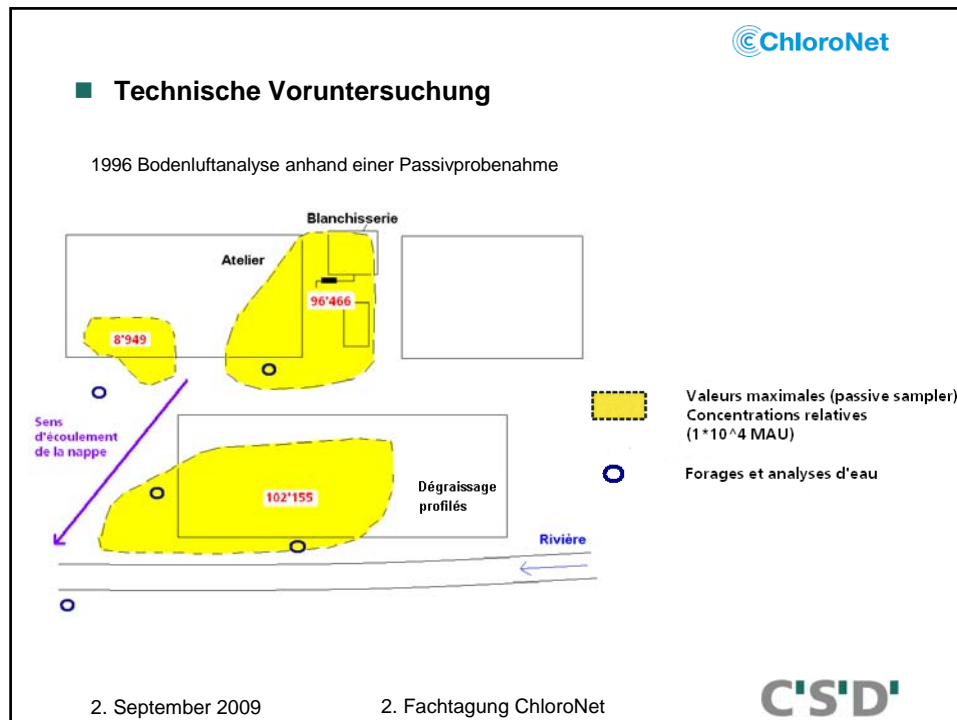 ChloroNet
Technische Voruntersuchung
1996 Bodenluftanalyse anhand einer Passivprobenahme
Blanchisserie
Atelier
96'466
8'949
Sens
d'écoulement
de la nappe
Valeurs maximales (passive sampler)
Concentrations relatives
(1*10^4 MAU)
Forages et analyses d'eau
Dégraissage
profilés
102'155
Rivière
2. September 2009
2. Fachtagung ChloroNet
C'S'D'